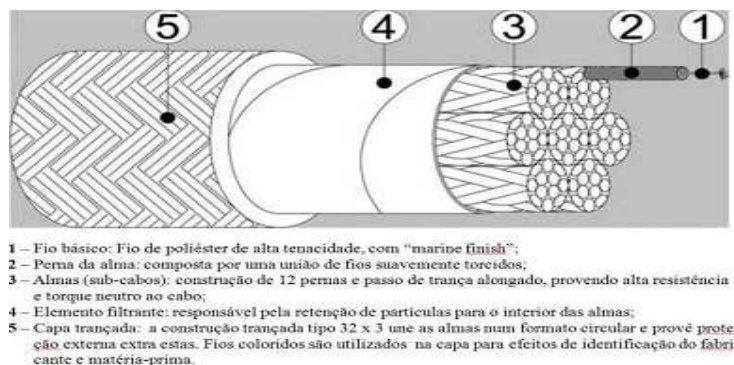 5 4 3 2 1
1 – Fio básico: Fio de poliéster de alta tenacidade, com “marine finish”;
2 – Perna da alma: composta por uma união de fios suavemente torcidos;
3 – Almas (sub-cabos): construção de 12 pernas e passo de trança alongado, provendo alta resistência
e torque neutro ao cabo;
4 – Elemento filtrante: responsável pela retenção de partículas para o interior das almas;
5 – Capa trançada: a construção trançada tipo 32 x 3 une as almas num formato circular e provê prote
ção externa extra estas. Fios coloridos são utilizados na capa para efeitos de identificação do fabri
cante e matéria-prima.